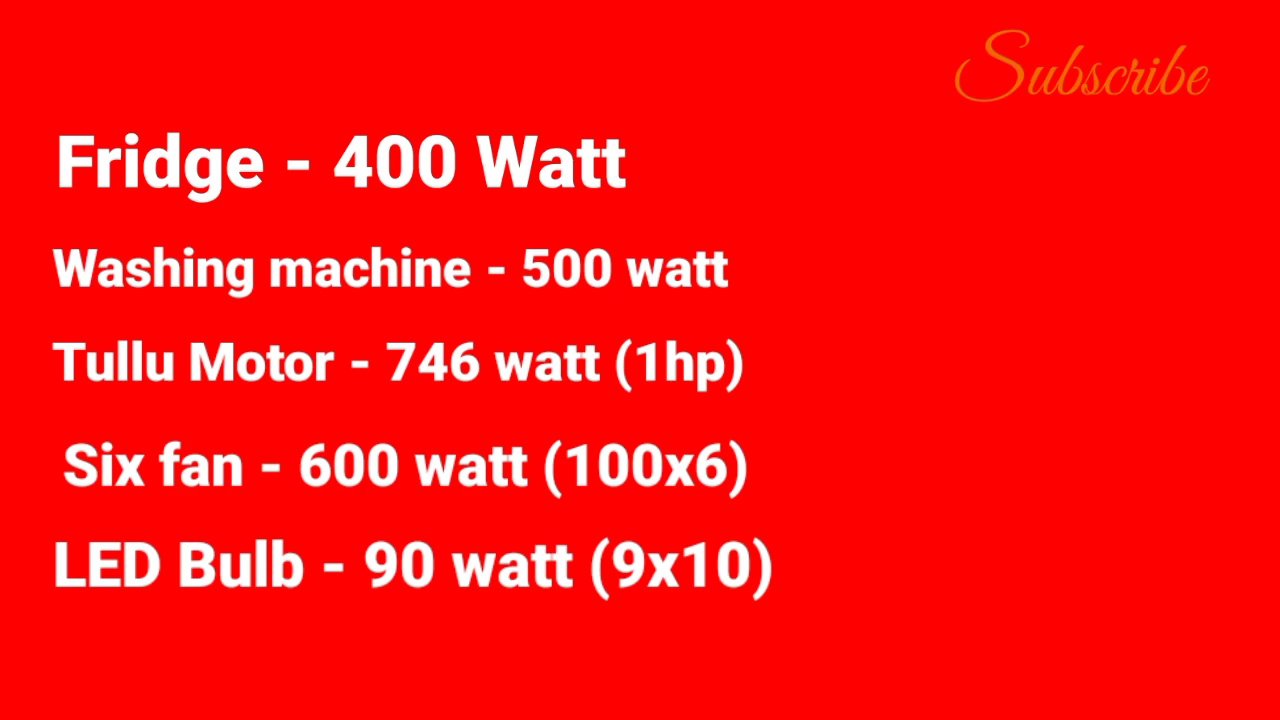 Subscribe
Fridge - 400 Watt
Washing machine - 500 watt
Tullu Motor - 746 watt (1hp)
Six fan - 600 watt (100x6)
LED Bulb - 90 watt (9x10)